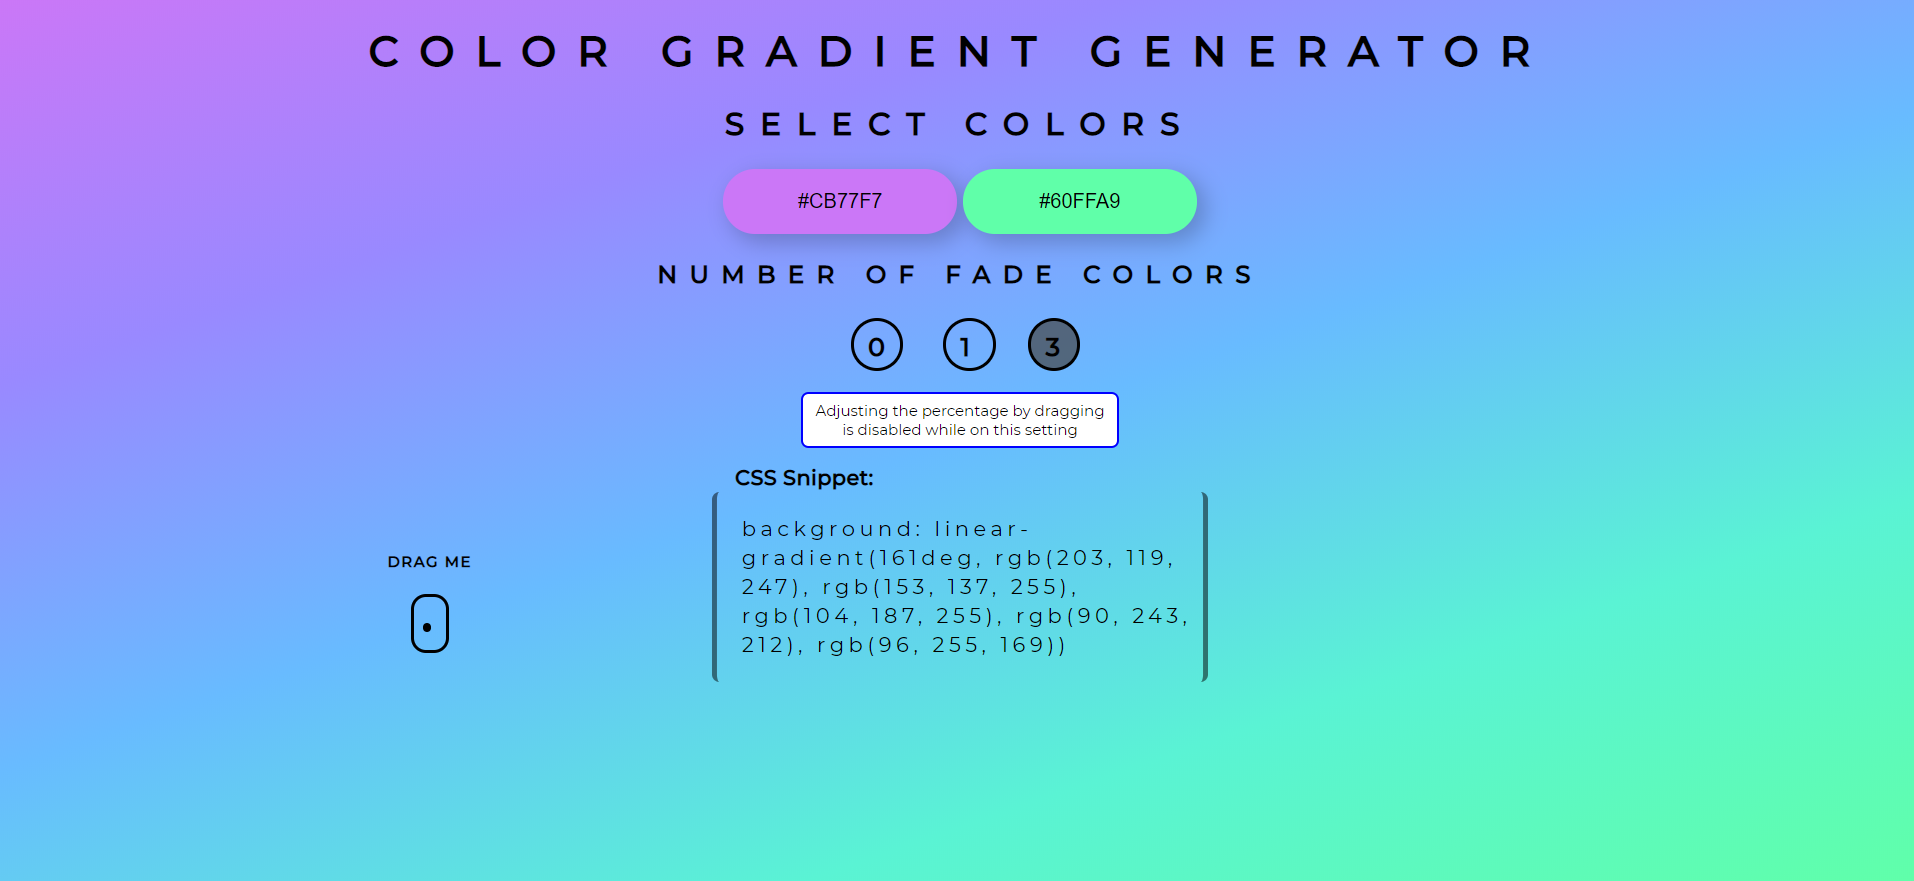 COLOR GRADIENT GENERATOR
SELECT COLORS
#CB77F7 #60FFA9
NUMBER OF FADE COLORS
0 1 3
Adjusting the percentage by dragging
is disabled while on this setting
CSS Snippet:
background: linear-
gradient(161deg, rgb(203, 119,
247), rgb(153, 137, 255),
rgb(104, 187, 255), rgb(90, 243,
212), rgb(96, 255, 169))
DRAG ME